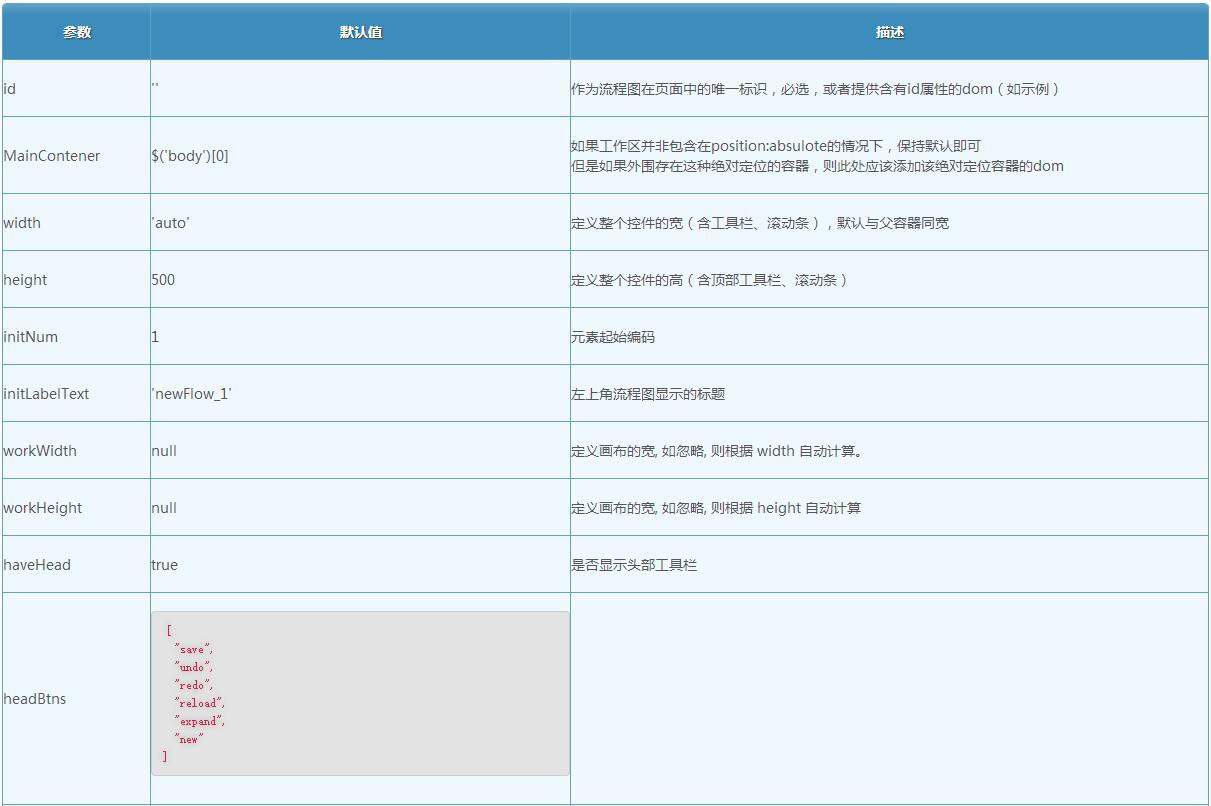 参数 默认值 描述
id '' 作为流程图在页面中的唯一标识，必选，或者提供含有id属性的dom（如示例）
MainContener $('body')[0] 如果工作区并非包含在position:absulote的情况下，保持默认即可
但是如果外围存在这种绝对定位的容器，则此处应该添加该绝对定位容器的dom
width 'auto' 定义整个控件的宽（含工具栏、滚动条），默认与父容器同宽
height 500 定义整个控件的高（含顶部工具栏、滚动条）
initNum 1 元素起始编码
initLabelText 'newFlow_1' 左上角流程图显示的标题
workWidth null 定义画布的宽, 如忽略, 则根据 width 自动计算。
workHeight null 定义画布的宽, 如忽略, 则根据 height 自动计算
haveHead true 是否显示头部工具栏
headBtns
[
"save",
"undo",
"redo",
"reload",
"expand",
"new"
]